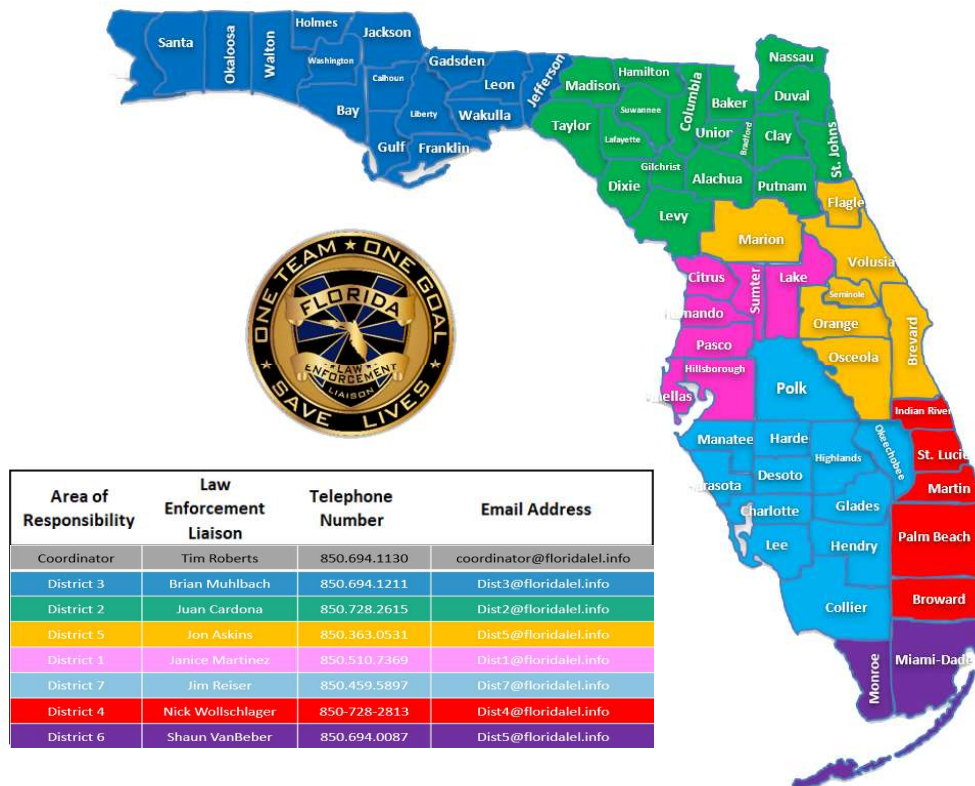 Holmes
Jackson
Santa
Okaloosa
Walton
Washington
Gadsden
Calhoun
Leon
Jefferson
Bay
Liberty
Wakulla
Gulf
Franklin
Nassau
Hamilton
Madison
Columbia
Baker
Duval
Suwannee
Taylor
Union
Bradford
Clay
St. Johns
Lafayette
Gilchrist
Alachua
Dixie
Putnam
Levy
Flagle
Marion
Volusia
Citrus
Sumter
Lake
Seminole
Orange
Brevard
Pasco
Osceola
Hillsborough
Polk
Indian River
Manatee
Harde
Highlands
Okeechobee
St. Lucie
Desoto
Martin
Charlotte
Glades
Palm Beach
Lee
Hendry
Collier
Broward
Monroe
Miami-Dade
ONE TEAM ★ ONE GOAL
★ SAVE LIVES ★
FLORIDA
LAW
ENFORCEMENT
LIAISON
Area of Responsibility Law Enforcement Liaison Telephone Number Email Address
Coordinator Tim Roberts 850.694.1130 coordinator@floridalel.info
District 3 Brian Muhlbach 850.694.1211 Dist3@floridalel.info
District 2 Juan Cardona 850.728.2615 Dist2@floridalel.info
District 5 Jon Askins 850.363.0531 Dist5@floridalel.info
District 1 Janice Martinez 850.510.7369 Dist1@floridalel.info
District 7 Jim Reiser 850.459.5897 Dist7@floridalel.info
District 4 Nick Wollschlager 850-728-2813 Dist4@floridalel.info
District 6 Shaun VanBeber 850.694.0087 Dist5@floridalel.info